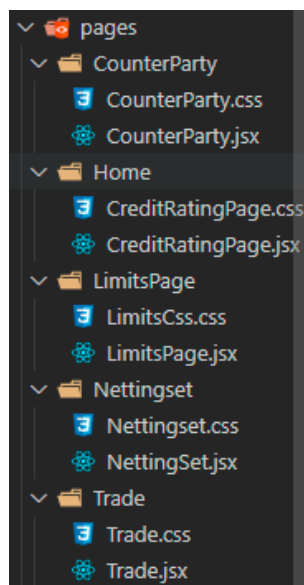 pages
CounterParty
CounterParty.css
CounterParty.jsx
Home
CreditRatingPage.css
CreditRatingPage.jsx
LimitsPage
LimitsCss.css
LimitsPage.jsx
Nettingset
Nettingset.css
NettingSet.jsx
Trade
Trade.css
Trade.jsx